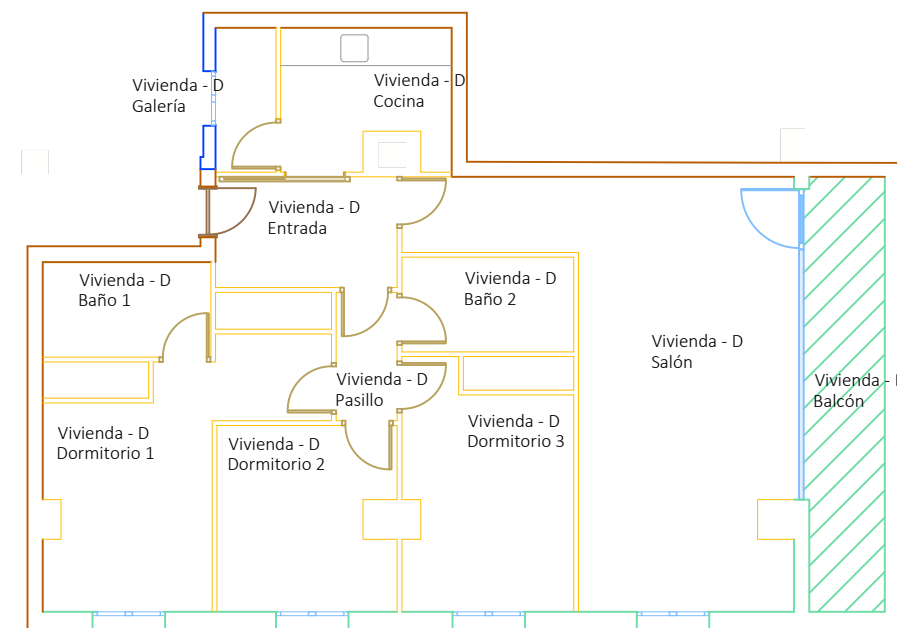 Vivienda - D
Galería
Vivienda - D
Cocina
Vivienda - D
Entrada
Vivienda - D
Baño 1
Vivienda - D
Baño 2
Vivienda - D
Salón
Vivienda - D
Pasillo
Vivienda -
Balcón
Vivienda - D
Dormitorio 1
Vivienda - D
Dormitorio 2
Vivienda - D
Dormitorio 3